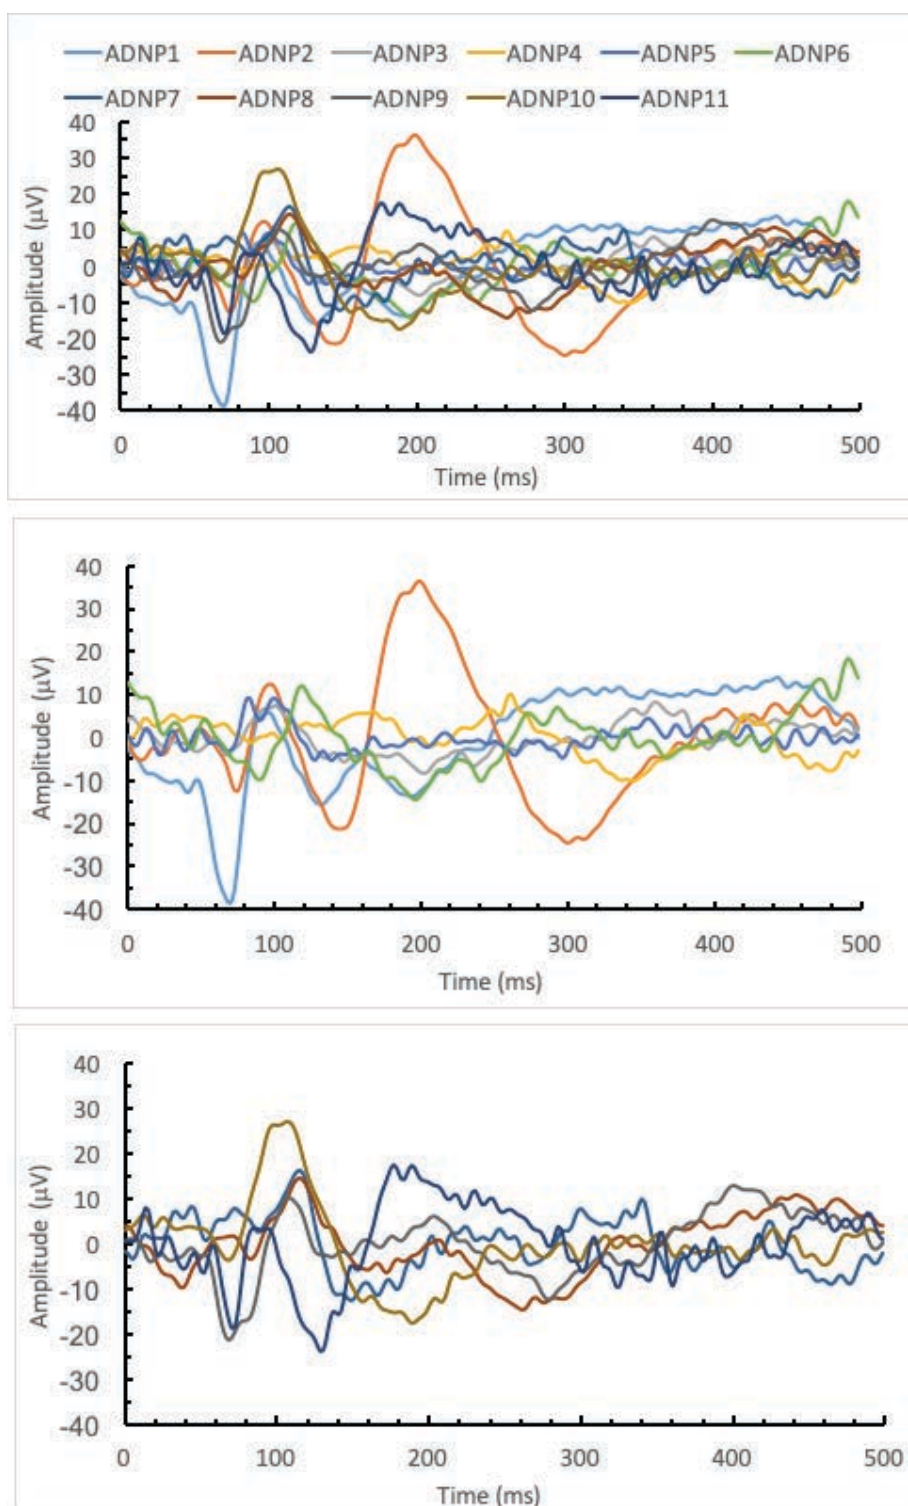 ADNP1 ADNP2 ADNP3 ADNP4 ADNP5 ADNP6
ADNP7 ADNP8 ADNP9 ADNP10 ADNP11
Amplitude (µV)
40
30
20
10
0
-10
-20
-30
-40
0 100 200 300 400 500
Time (ms)
Amplitude (µV)
40
30
20
10
0
-10
-20
-30
-40
0 100 200 300 400 500
Time (ms)
Amplitude (µV)
40
30
20
10
0
-10
-20
-30
-40
0 100 200 300 400 500
Time (ms)